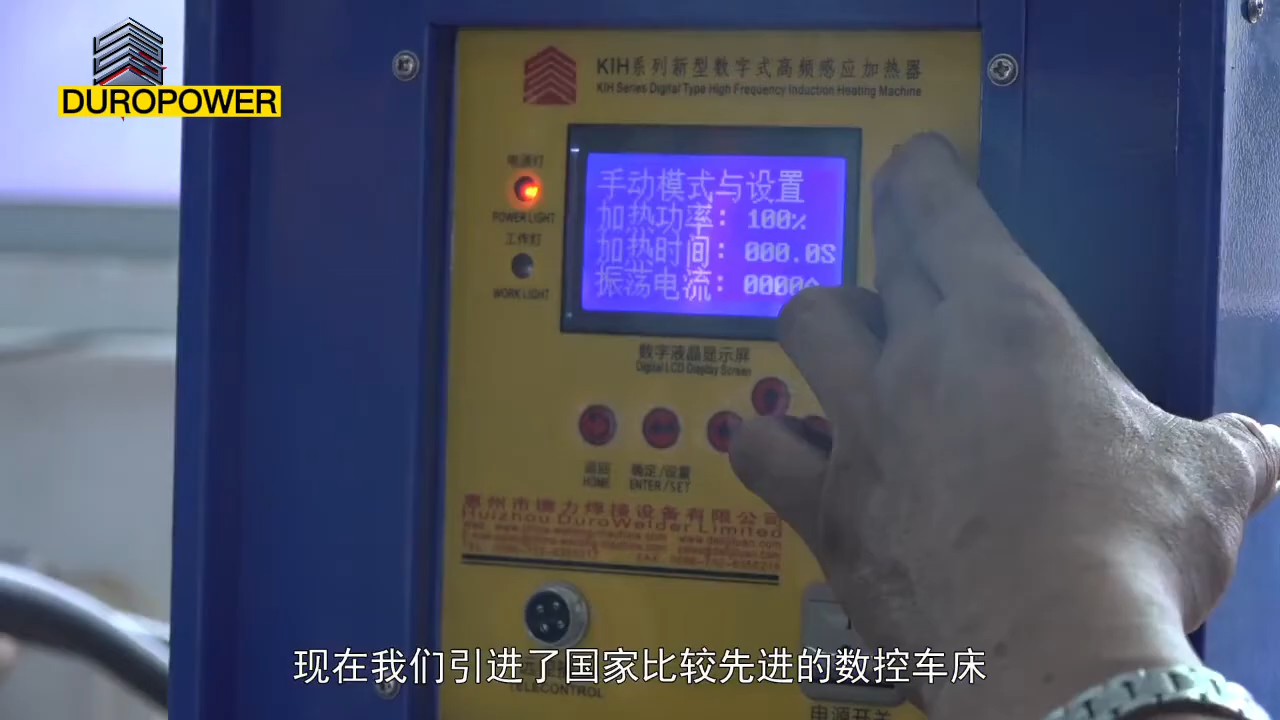 DUROPOWER
KIH系列新型数字式高频感应加热器
KIH Series Digital Type High Frequency Induction Heating Machine
电源灯
POWER LIGHT
工作灯
WORK LIGHT
手动模式与设置
加热功率: 100%
加热时间: 000.0S
振荡电流: 0000A
数字液晶显示屏
Digital LCD Display Screen
返回
HOME
确定/设置
ENTER/SET
惠州市德力焊接设备有限公司
Huizhou DuroWelder Limited
TELECONTROL
电源开关
现在我们引进了国家比较先进的数控车床